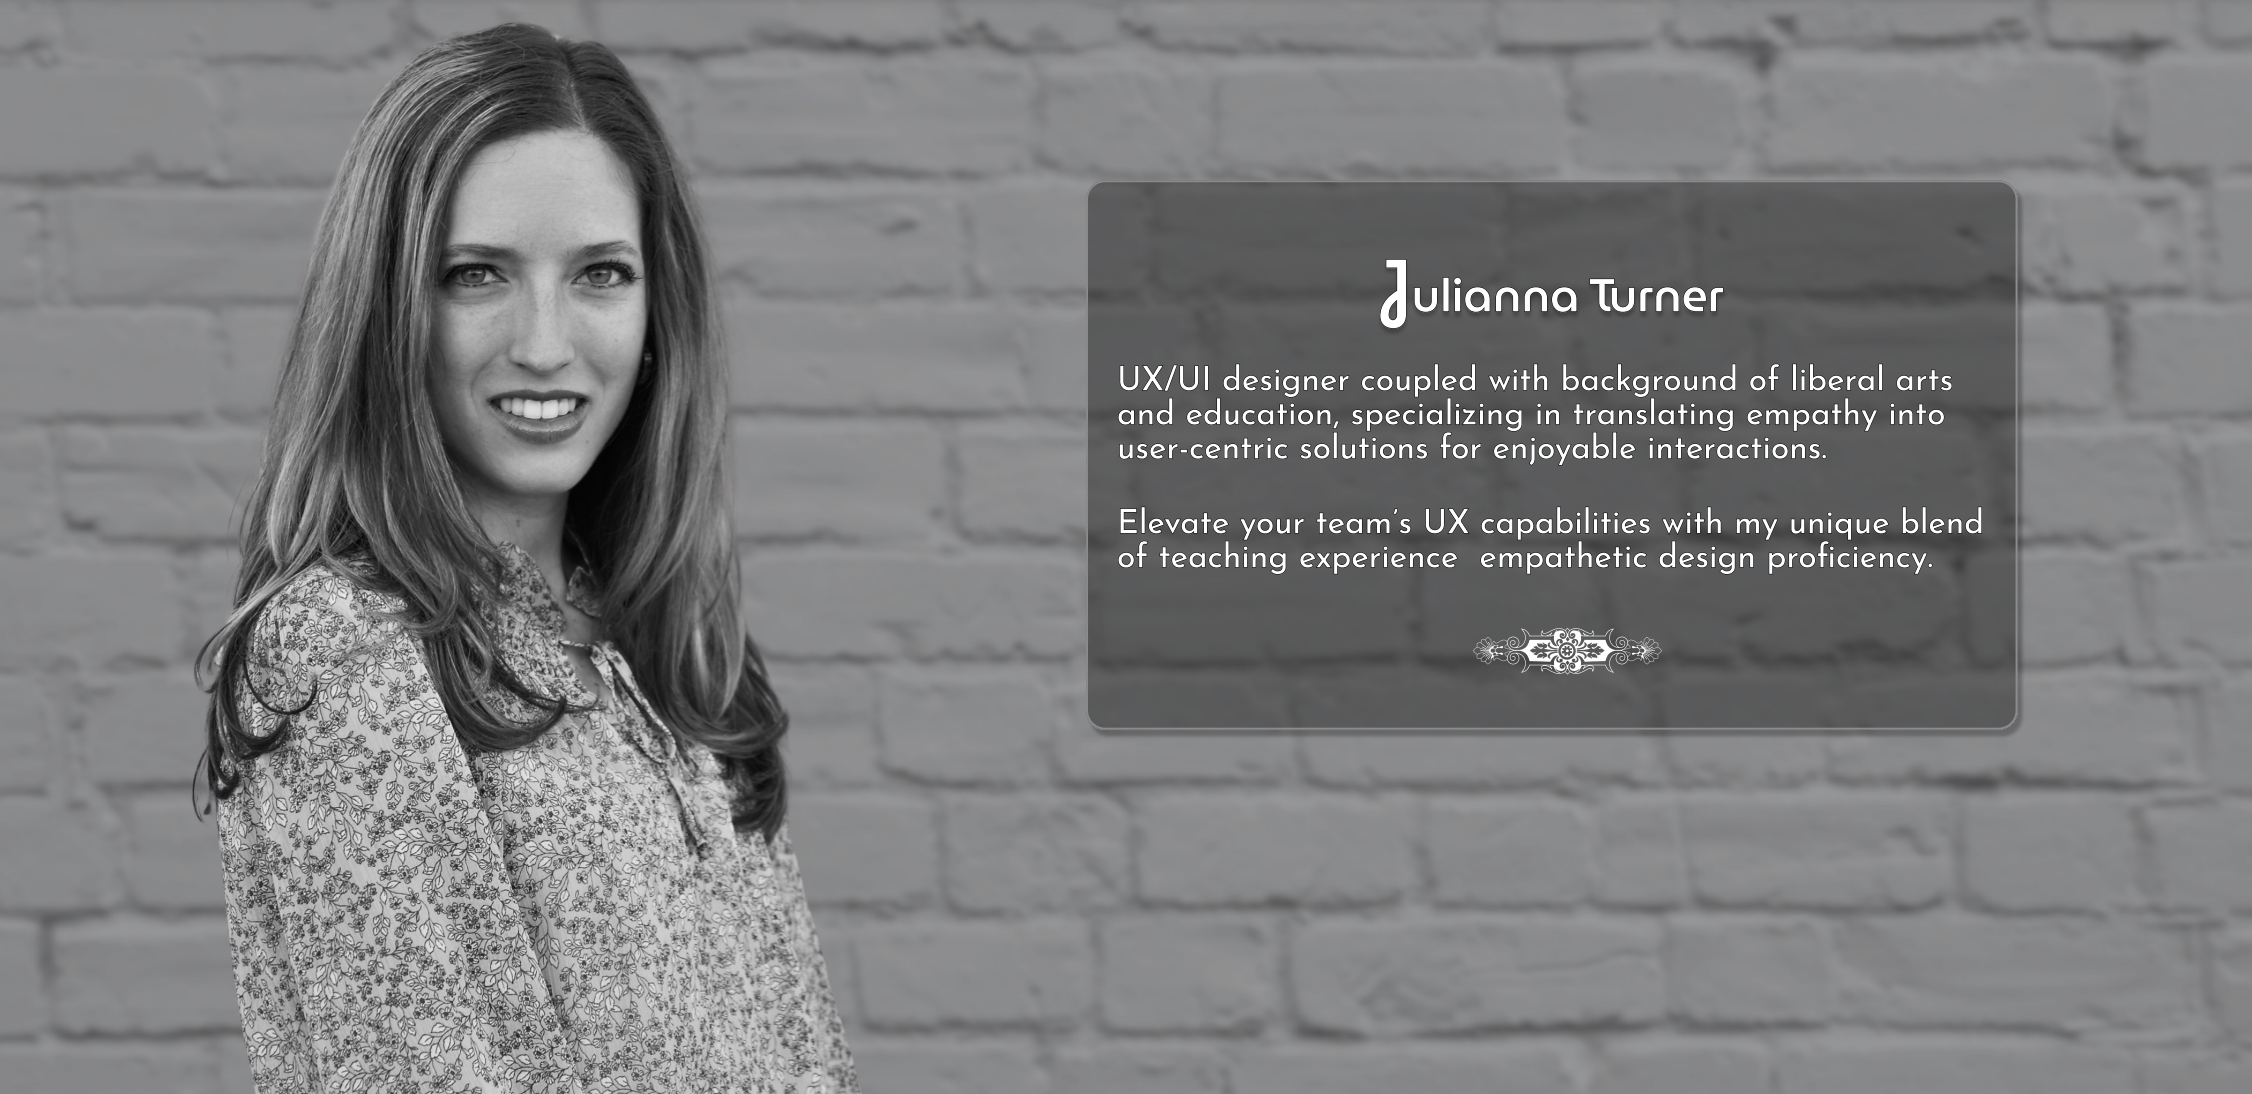 Julianna Turner
UX/UI designer coupled with background of liberal arts
and education, specializing in translating empathy into
user-centric solutions for enjoyable interactions.
Elevate your team's UX capabilities with my unique blend
of teaching experience  empathetic design proficiency.